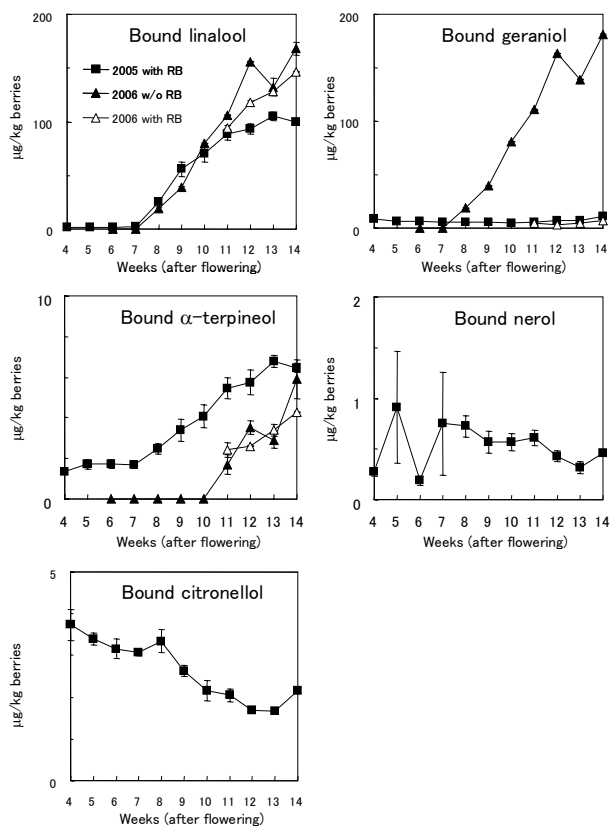 Bound linalool
200
100
0
μg/kg berries
2005 with RB
2006 w/o RB
2006 with RB
4 5 6 7 8 9 10 11 12 13 14
Weeks (after flowering)
Bound geraniol
200
100
0
μg/kg berries
4 5 6 7 8 9 10 11 12 13 14
Weeks (after flowering)
Bound α-terpineol
10
0
μg/kg berries
4 5 6 7 8 9 10 11 12 13 14
Weeks (after flowering)
Bound nerol
2
1
0
μg/kg berries
4 5 6 7 8 9 10 11 12 13 14
Weeks (after flowering)
Bound citronellol
5
0
μg/kg berries
4 5 6 7 8 9 10 11 12 13 14
Weeks (after flowering)